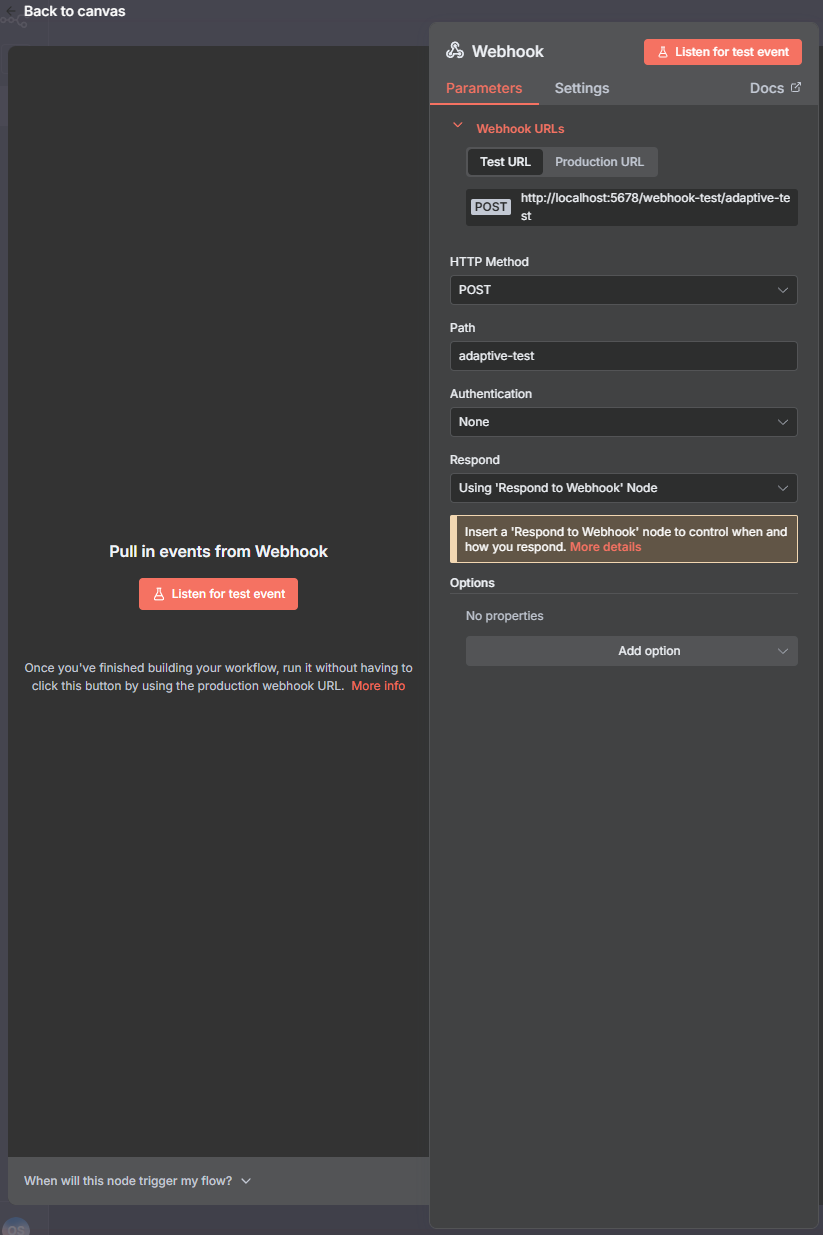 Back to canvas
Webhook
Listen for test event
Parameters
Settings
Docs
Webhook URLs
Test URL
Production URL
POST
http://localhost:5678/webhook-test/adaptive-te
st
HTTP Method
POST
Path
adaptive-test
Authentication
None
Respond
Using 'Respond to Webhook' Node
Insert a 'Respond to Webhook' node to control when and
how you respond. More details
Options
No properties
Add option
Pull in events from Webhook
Listen for test event
Once you've finished building your workflow, run it without having to
click this button by using the production webhook URL. More info
When will this node trigger my flow?
OS